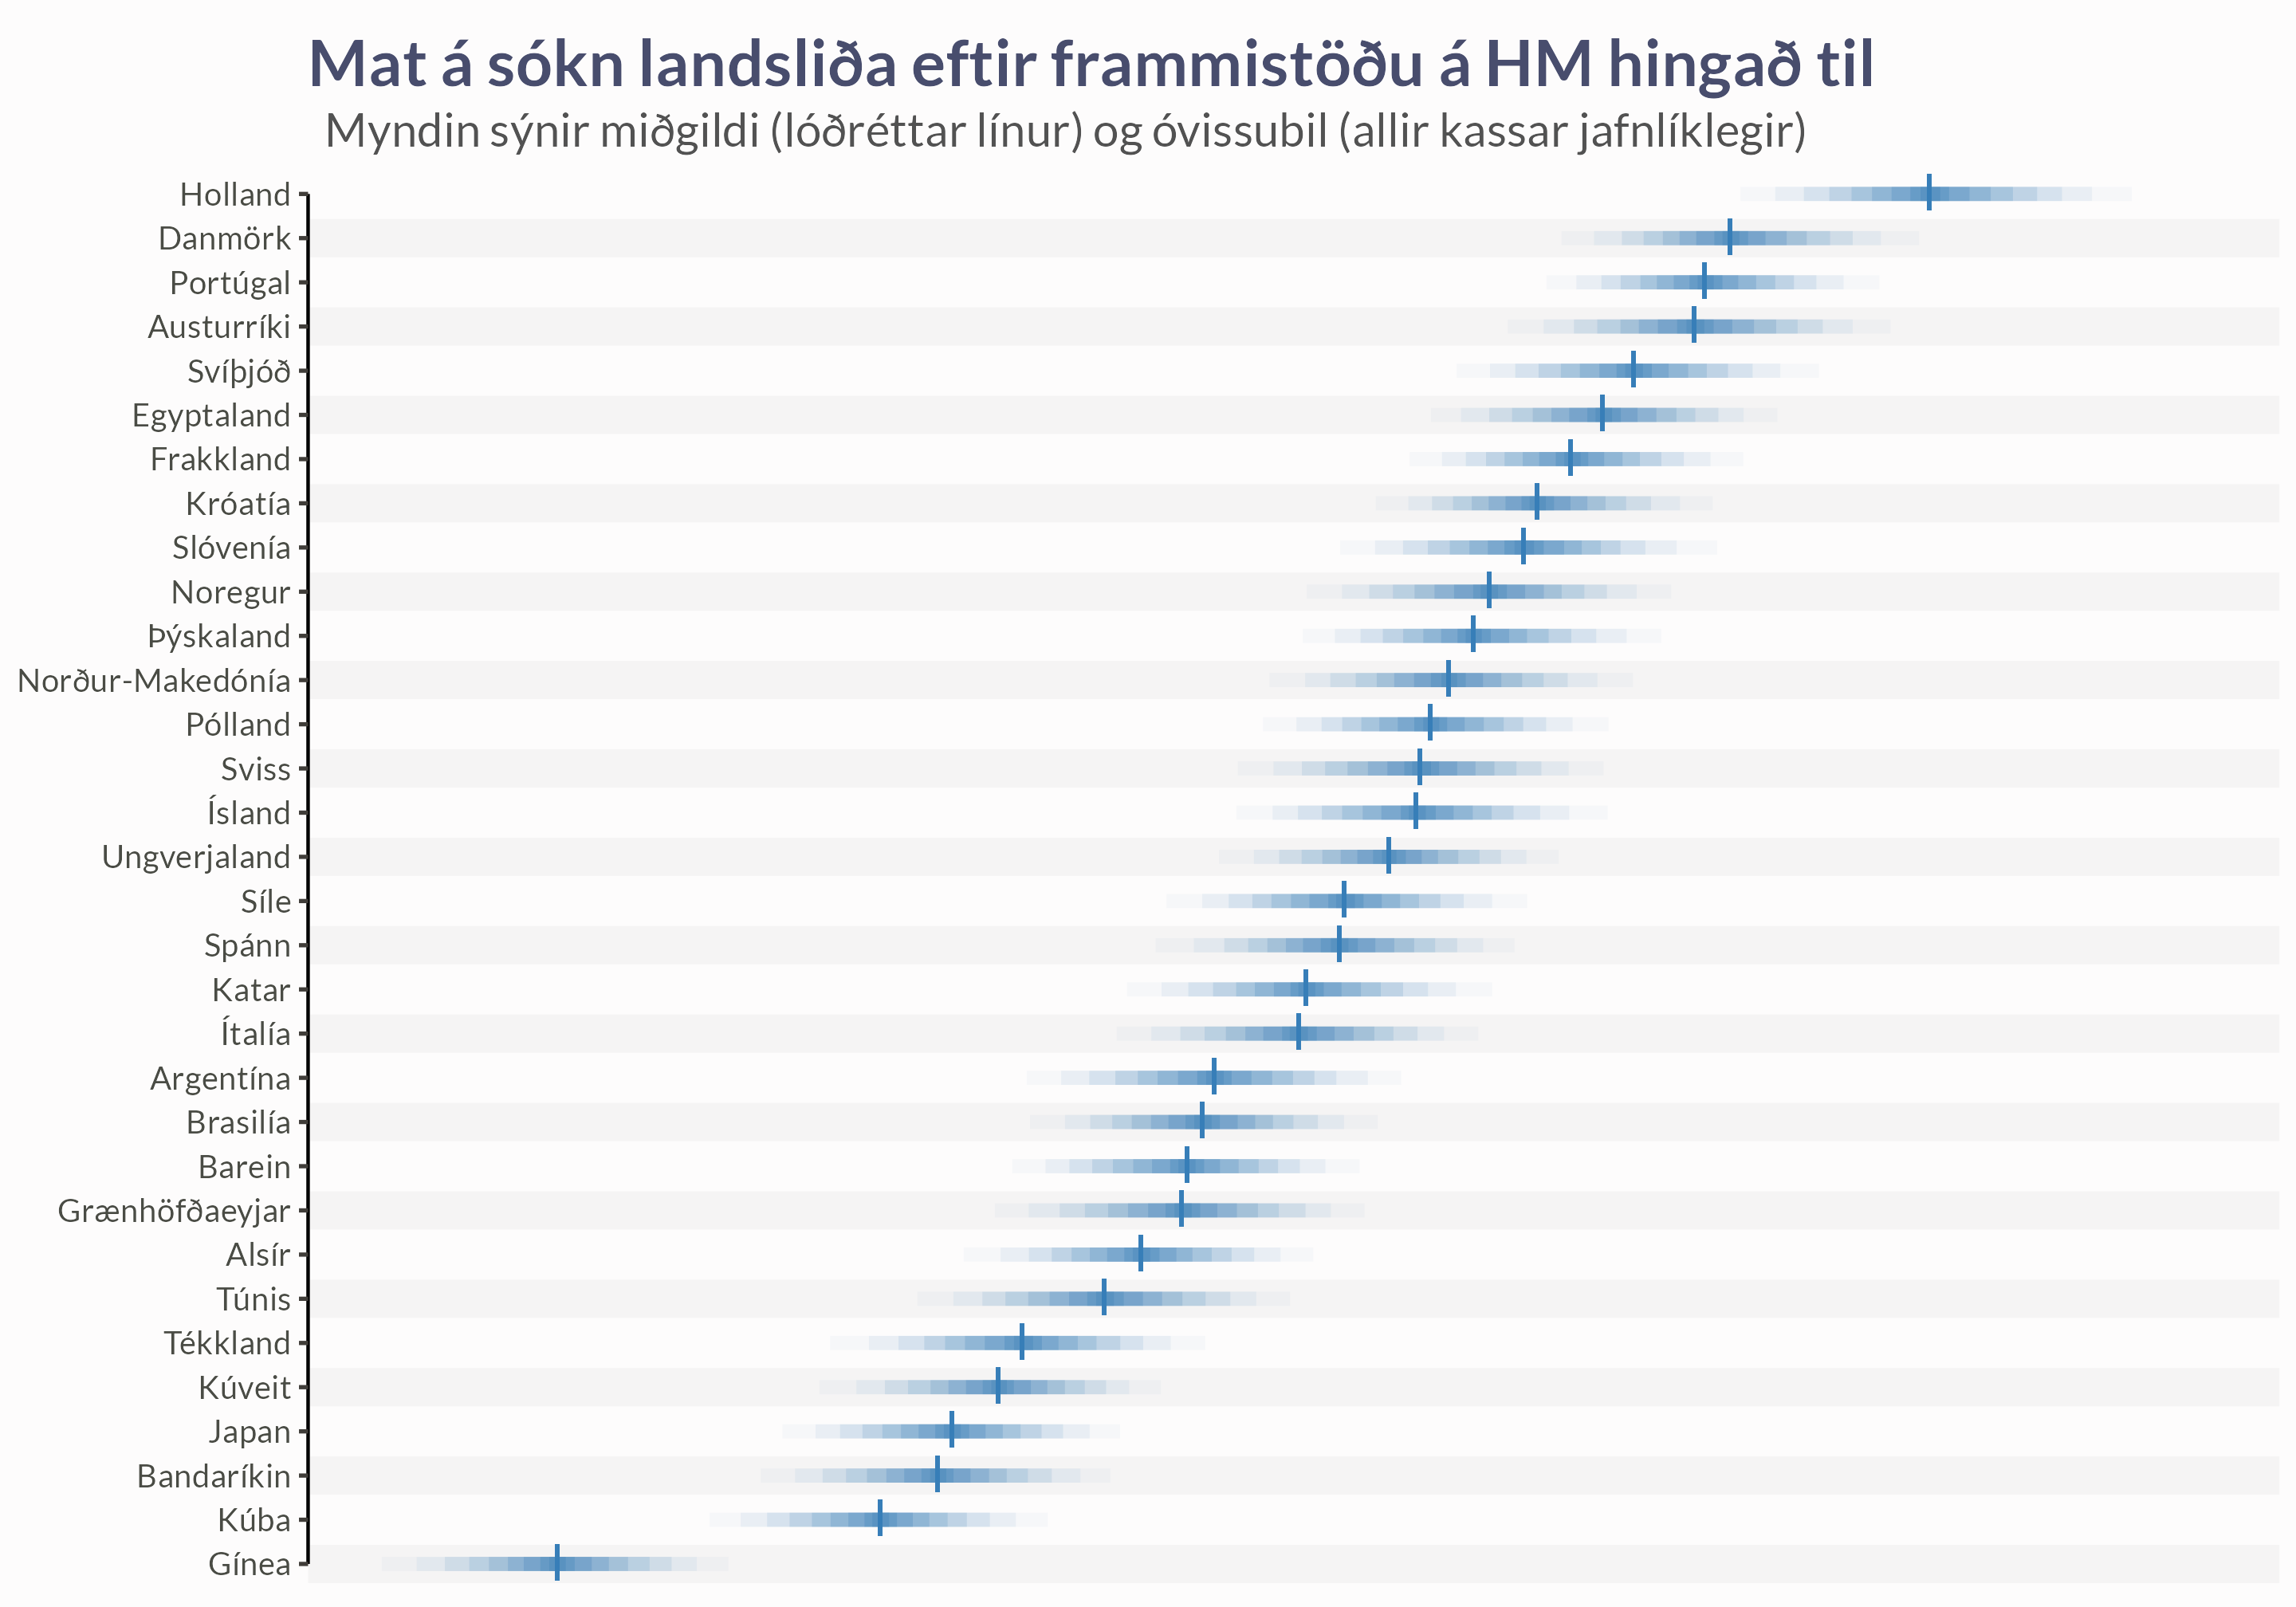 Mat á sókn landsliða eftir frammistöðu á HM hingað til
Myndin sýnir miðgildi (lóðréttar línur) og óvissubil (allir kassar jafnlíklegir)
Holland
Danmörk
Portúgal
Austurríki
Svíþjóð
Egyptaland
Frakkland
Króatía
Slóvenía
Noregur
Þýskaland
Norður-Makedónía
Pólland
Sviss
Ísland
Ungverjaland
Síle
Spánn
Katar
Ítalía
Argentína
Brasilía
Barein
Grænhöfðaeyjar
Alsír
Túnis
Tékkland
Kúveit
Japan
Bandaríkin
Kúba
Gínea